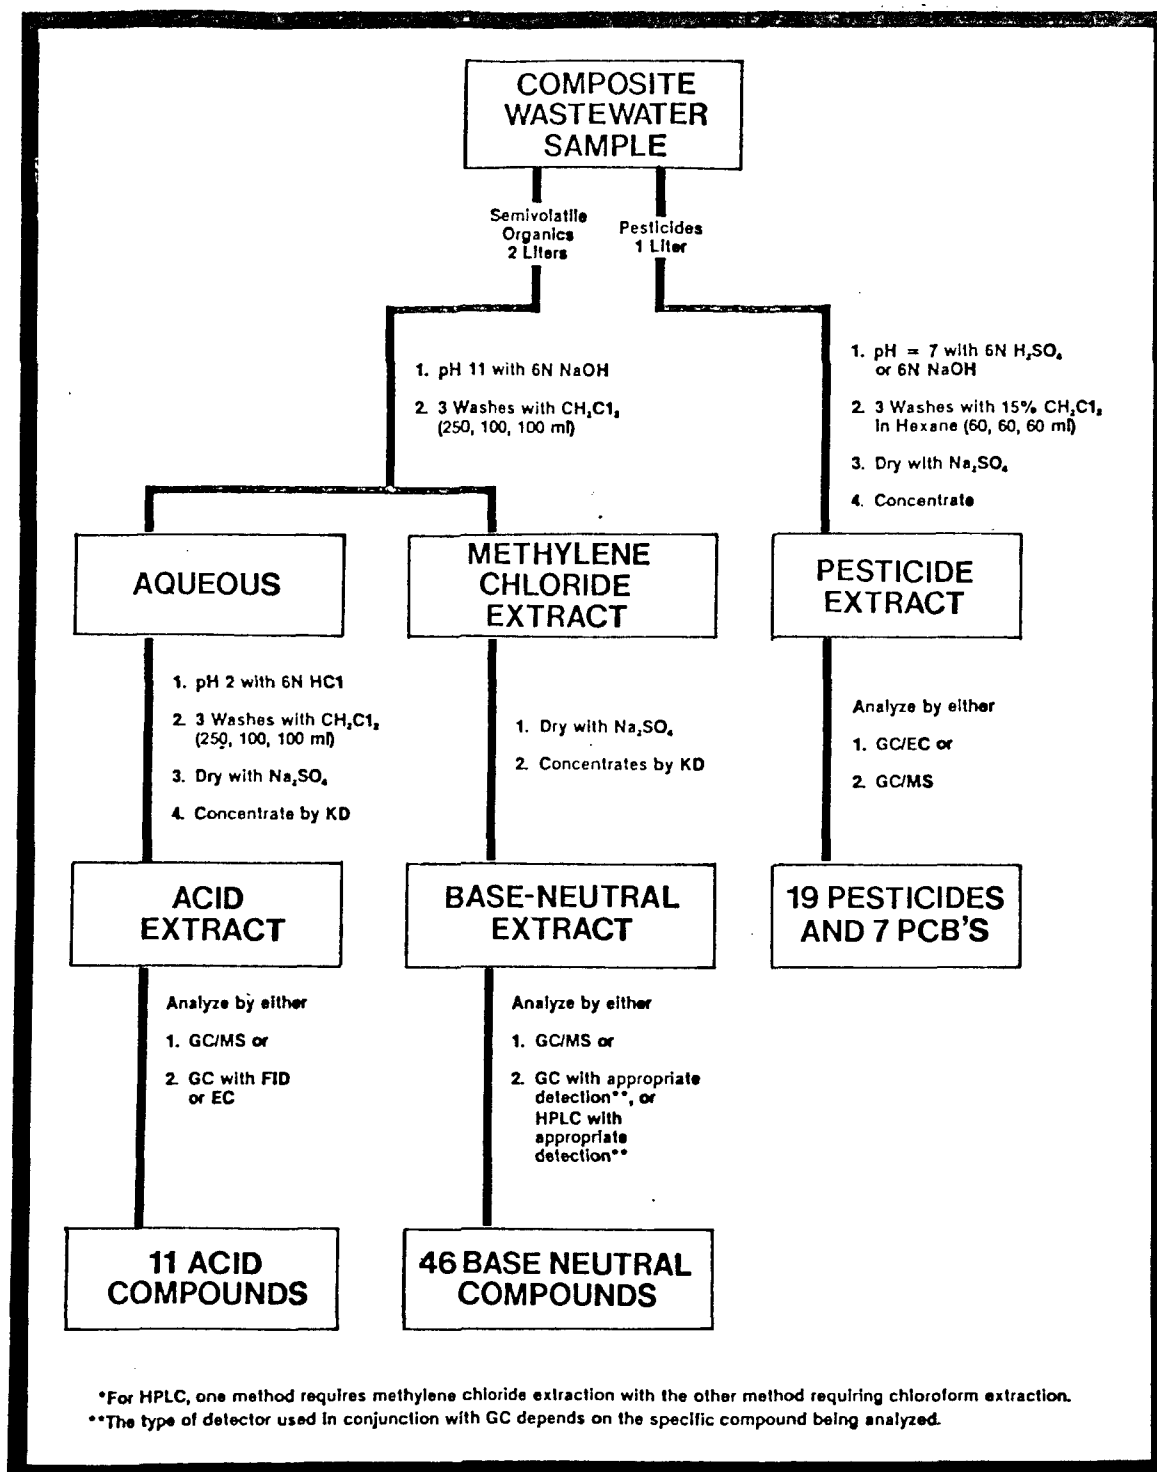 COMPOSITE
WASTEWATER
SAMPLE
Semivolatile
Organics
2 Liters
Pesticides
1 Liter
1. pH 11 with 6N NaOH
2. 3 Washes with CH₂C1₂
(250, 100, 100 ml)
1. pH = 7 with 6N H₂SO₄
or 6N NaOH
2. 3 Washes with 15% CH₂C1₂
in Hexane (60, 60, 60 ml)
3. Dry with Na₂SO₄
4. Concentrate
AQUEOUS
METHYLENE
CHLORIDE
EXTRACT
PESTICIDE
EXTRACT
1. pH 2 with 6N HC1
2. 3 Washes with CH₂C1₂
(250, 100, 100 ml)
3. Dry with Na₂SO₄
4. Concentrate by KD
1. Dry with Na₂SO₄
2. Concentrates by KD
Analyze by either
1. GC/EC or
2. GC/MS
ACID
EXTRACT
BASE-NEUTRAL
EXTRACT
19 PESTICIDES
AND 7 PCB'S
Analyze by either
1. GC/MS or
2. GC with FID
or EC
Analyze by either
1. GC/MS or
2. GC with appropriate
detection**, or
HPLC with
appropriate
detection**
11 ACID
COMPOUNDS
46 BASE NEUTRAL
COMPOUNDS
*For HPLC, one method requires methylene chloride extraction with the other method requiring chloroform extraction.
**The type of detector used in conjunction with GC depends on the specific compound being analyzed.